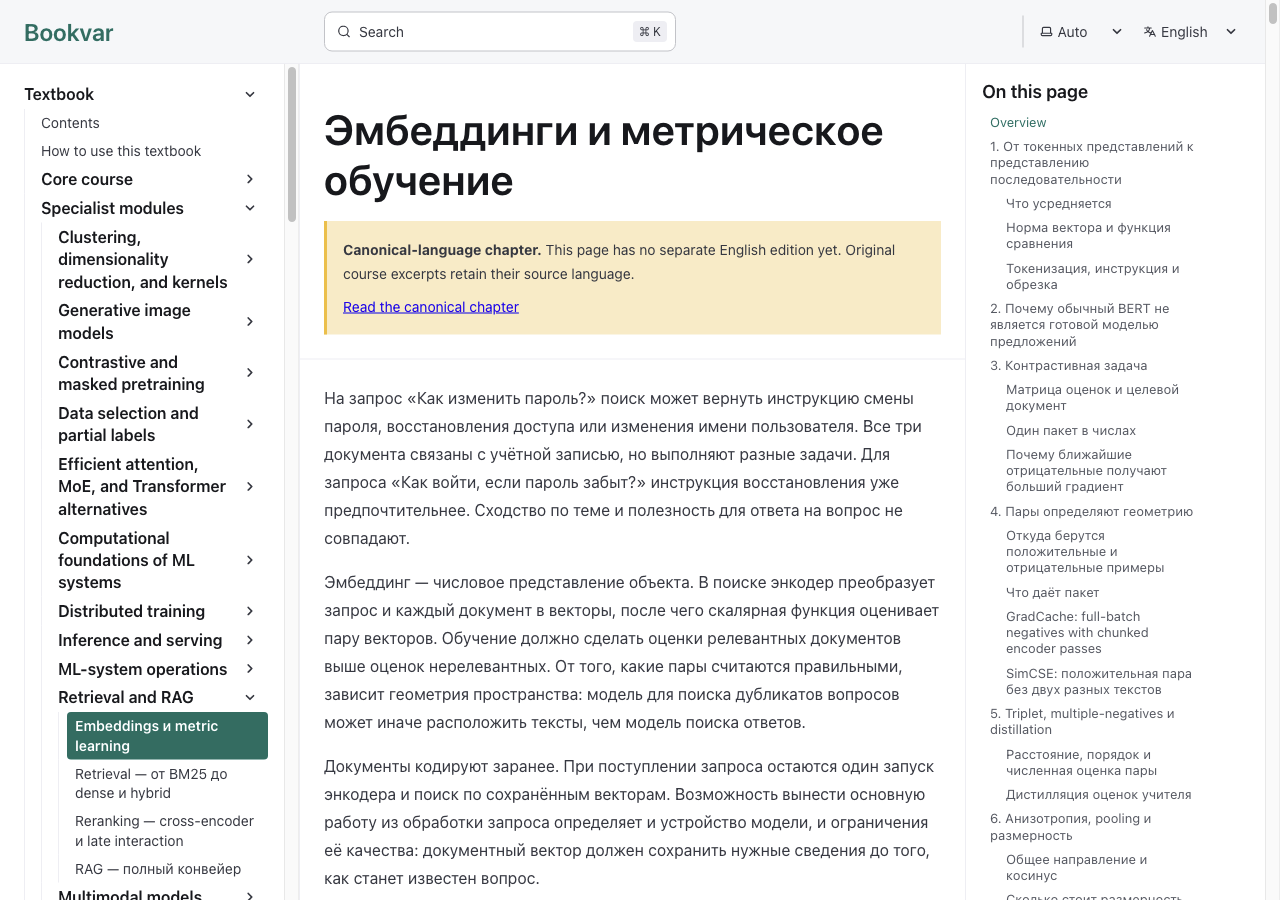 Bookvar
Search
⌘ K
Auto
English
Textbook
Contents
How to use this textbook
Core course
Specialist modules
Clustering,
dimensionality
reduction, and kernels
Generative image
models
Contrastive and
masked pretraining
Data selection and
partial labels
Efficient attention,
MoE, and Transformer
alternatives
Computational
foundations of ML
systems
Distributed training
Inference and serving
ML-system operations
Retrieval and RAG
Embeddings и metric
learning
Retrieval — от BM25 до
dense и hybrid
Reranking — cross-encoder
и late interaction
RAG — полный конвейер
Multimodal models
Эмбеддинги и метрическое
обучение
Canonical-language chapter. This page has no separate English edition yet. Original
course excerpts retain their source language.
Read the canonical chapter
На запрос «Как изменить пароль?» поиск может вернуть инструкцию смены
пароля, восстановления доступа или изменения имени пользователя. Все три
документа связаны с учётной записью, но выполняют разные задачи. Для
запроса «Как войти, если пароль забыт?» инструкция восстановления уже
предпочтительнее. Сходство по теме и полезность для ответа на вопрос не
совпадают.
Эмбеддинг — числовое представление объекта. В поиске энкодер преобразует
запрос и каждый документ в векторы, после чего скалярная функция оценивает
пару векторов. Обучение должно сделать оценки релевантных документов
выше оценок нерелевантных. От того, какие пары считаются правильными,
зависит геометрия пространства: модель для поиска дубликатов вопросов
может иначе расположить тексты, чем модель поиска ответов.
Документы кодируют заранее. При поступлении запроса остаются один запуск
энкодера и поиск по сохранённым векторам. Возможность вынести основную
работу из обработки запроса определяет и устройство модели, и ограничения
её качества: документный вектор должен сохранить нужные сведения до того,
как станет известен вопрос.
On this page
Overview
1. От токенных представлений к
представлению
последовательности
Что усредняется
Норма вектора и функция
сравнения
Токенизация, инструкция и
обрезка
2. Почему обычный BERT не
является готовой моделью
предложений
3. Контрастивная задача
Матрица оценок и целевой
документ
Один пакет в числах
Почему ближайшие
отрицательные получают
больший градиент
4. Пары определяют геометрию
Откуда берутся
положительные и
отрицательные примеры
Что даёт пакет
GradCache: full-batch
negatives with chunked
encoder passes
SimCSE: положительная пара
без двух разных текстов
5. Triplet, multiple-negatives и
distillation
Расстояние, порядок и
численная оценка пары
Дистилляция оценок учителя
6. Анизотропия, pooling и
размерность
Общее направление и
косинус
Сколько стоит размерность